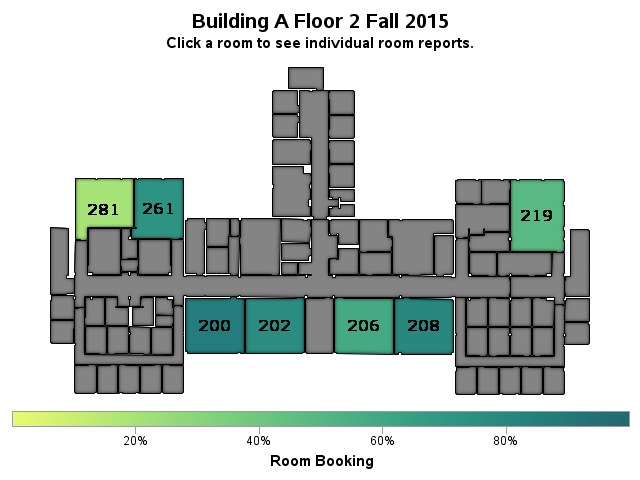 Building A Floor 2 Fall 2015
Click a room to see individual room reports.
281 261 219
200 202 206 208
20% 40% 60% 80%
Room Booking